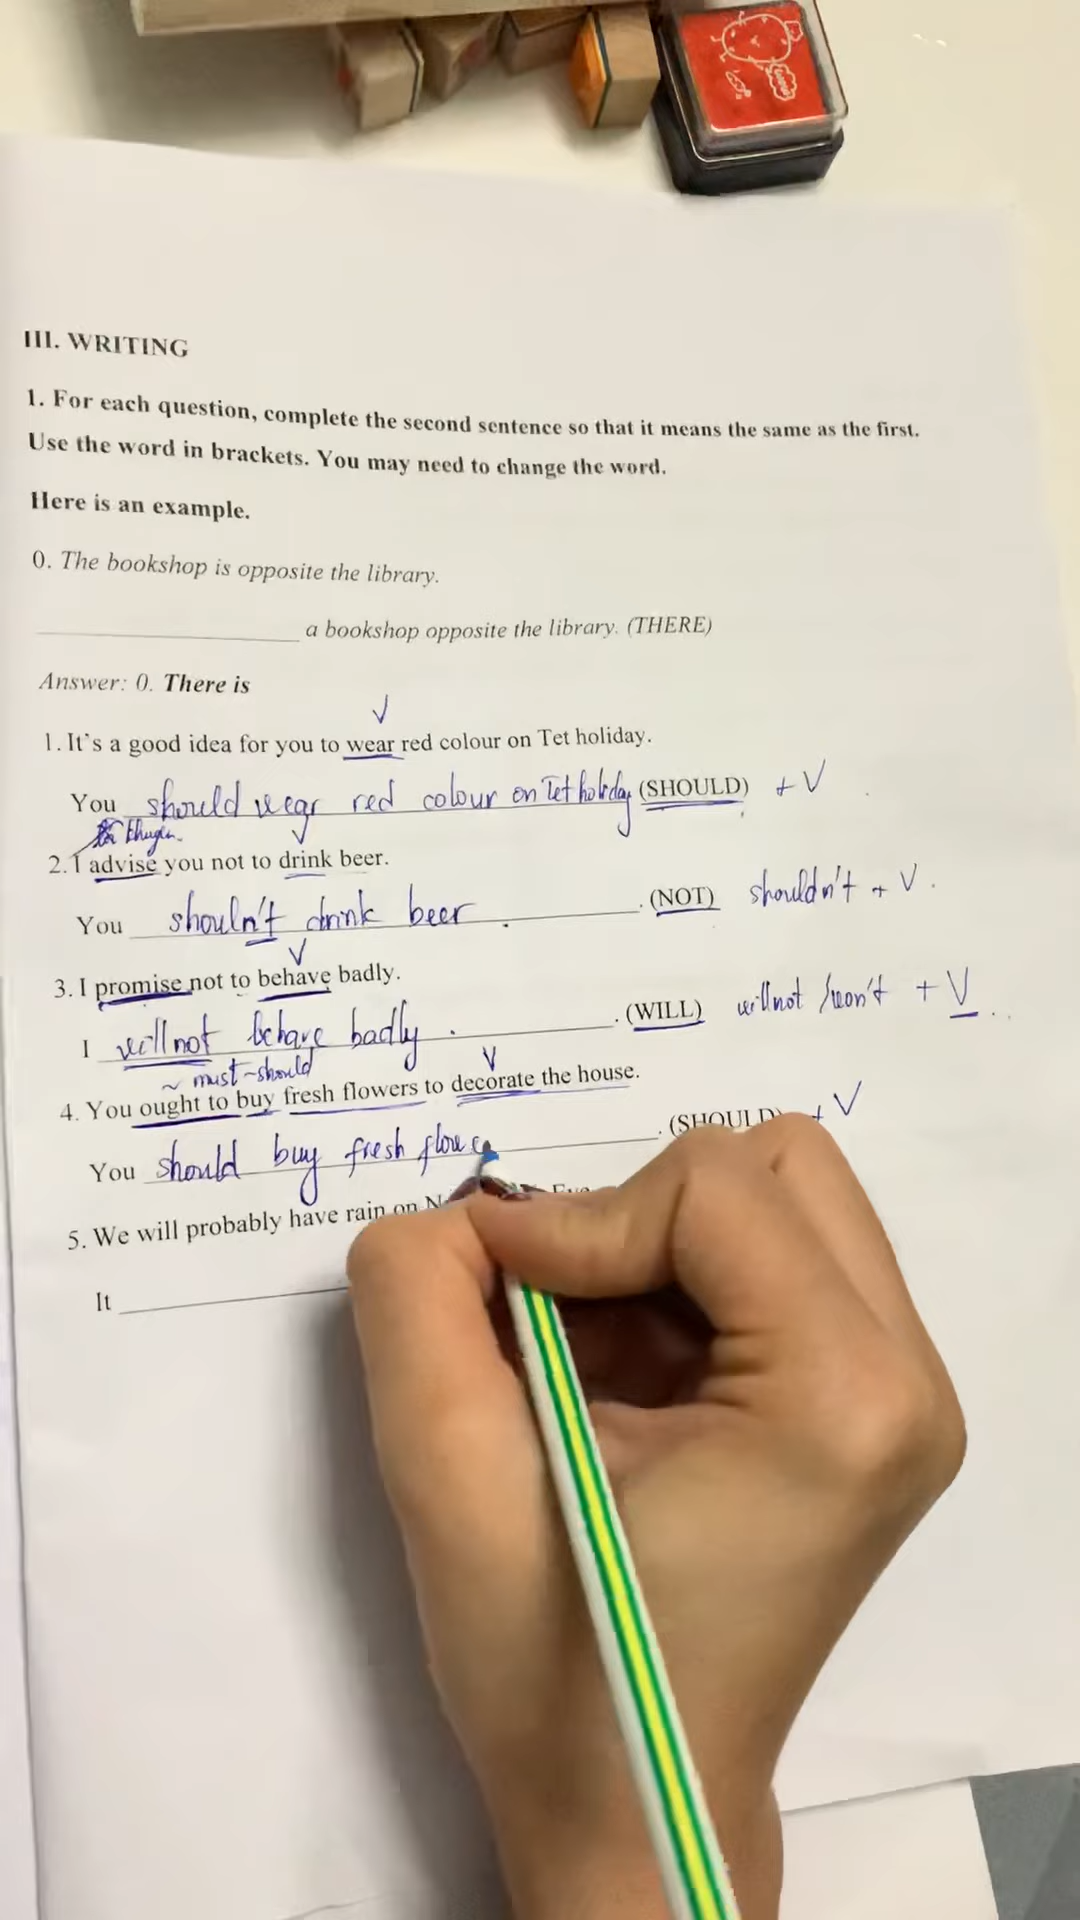 III. WRITING
1. For each question, complete the second sentence so that it means the same as the first.
Use the word in brackets. You may need to change the word.
Here is an example.
0. The bookshop is opposite the library.
a bookshop opposite the library. (THERE)
Answer: 0. There is
V
1. It's a good idea for you to wear red colour on Tet holiday.
You should wear red colour on Tet holiday (SHOULD) + V
khuyên. V
2. I advise you not to drink beer.
You shouln't drink beer . . (NOT) shouldn't + V.
V
3. I promise not to behave badly.
I will not behave badly . . (WILL) will not / won't + V . .
~ must ~ should V
4. You ought to buy fresh flowers to decorate the house.
You should buy fresh flowe . (SHOULD) + V
5. We will probably have rain on
It